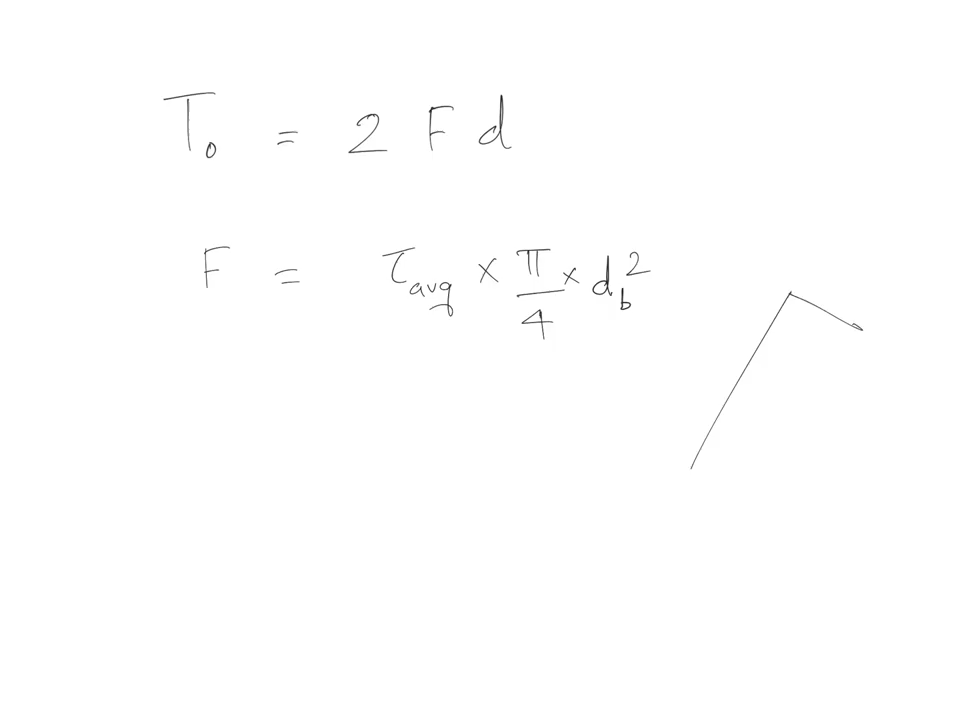 T₀ = 2 F d
F = τ_avg × π/4 × d_b²